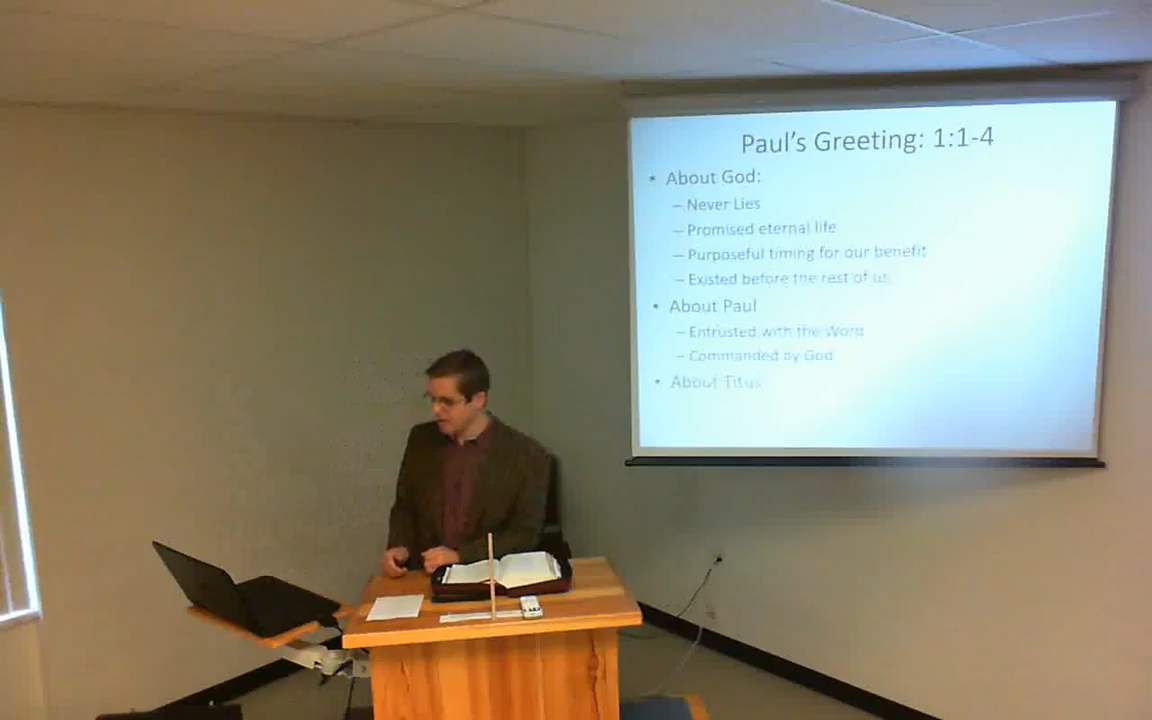 Paul's Greeting: 1:1-4
• About God:
– Never Lies
– Promised eternal life
– Purposeful timing for our benefit
– Existed before the rest of us
• About Paul
– Entrusted with the Word
– Commanded by God
• About Titus